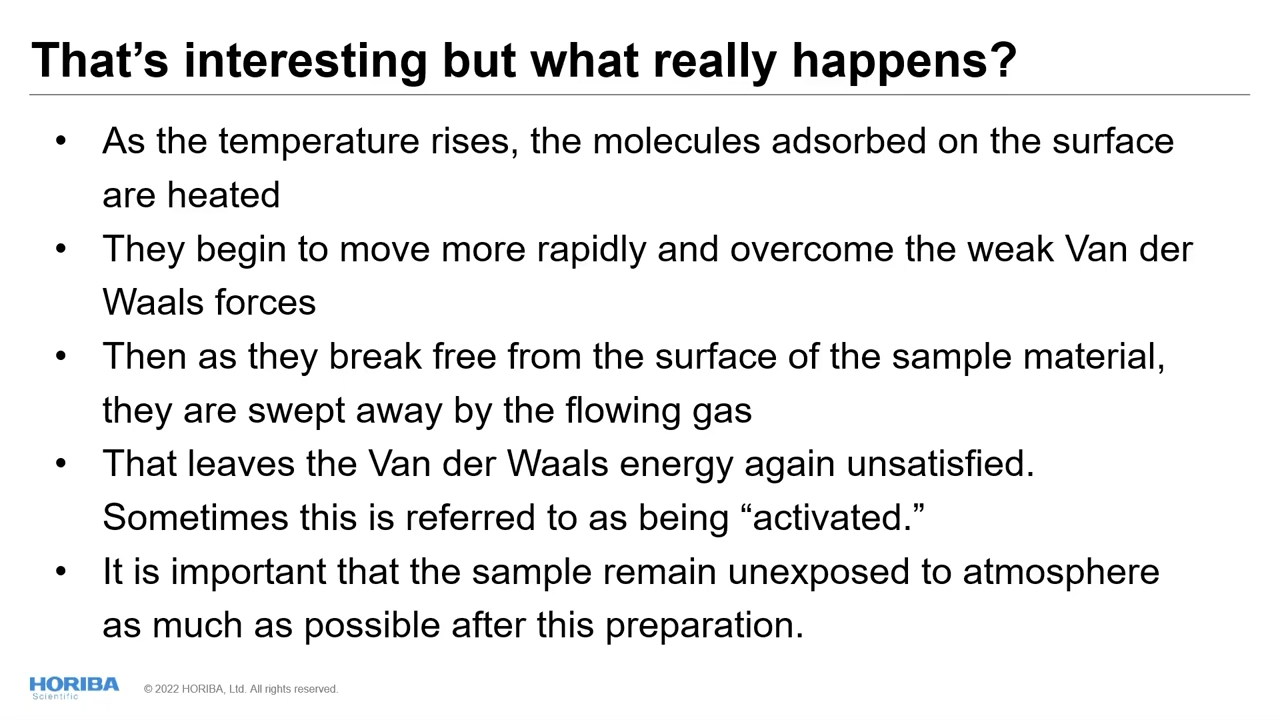 That’s interesting but what really happens?
• As the temperature rises, the molecules adsorbed on the surface
are heated
• They begin to move more rapidly and overcome the weak Van der
Waals forces
• Then as they break free from the surface of the sample material,
they are swept away by the flowing gas
• That leaves the Van der Waals energy again unsatisfied.
Sometimes this is referred to as being “activated.”
• It is important that the sample remain unexposed to atmosphere
as much as possible after this preparation.
HORIBA
Scientific
© 2022 HORIBA, Ltd. All rights reserved.